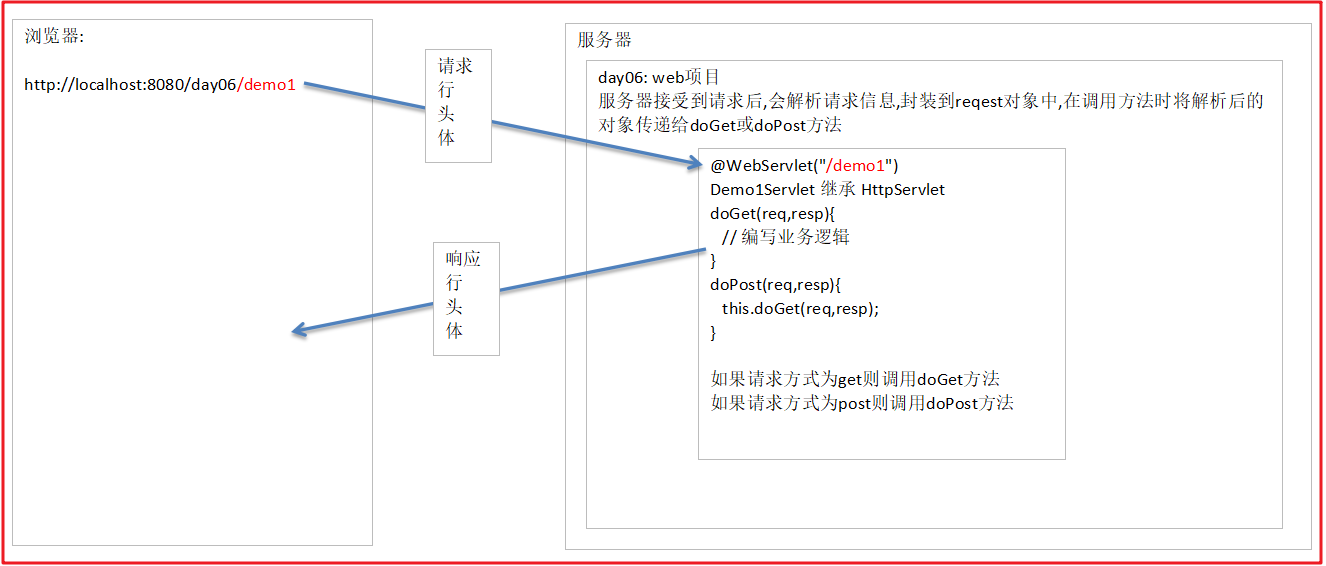 浏览器:
http://localhost:8080/day06/demo1
请求
行
头
体
响应
行
头
体
服务器
day06: web项目
服务器接受到请求后,会解析请求信息,封装到reqest对象中,在调用方法时将解析后的
对象传递给doGet或doPost方法
@WebServlet("/demo1")
Demo1Servlet 继承 HttpServlet
doGet(req,resp){
// 编写业务逻辑
}
doPost(req,resp){
this.doGet(req,resp);
}
如果请求方式为get则调用doGet方法
如果请求方式为post则调用doPost方法